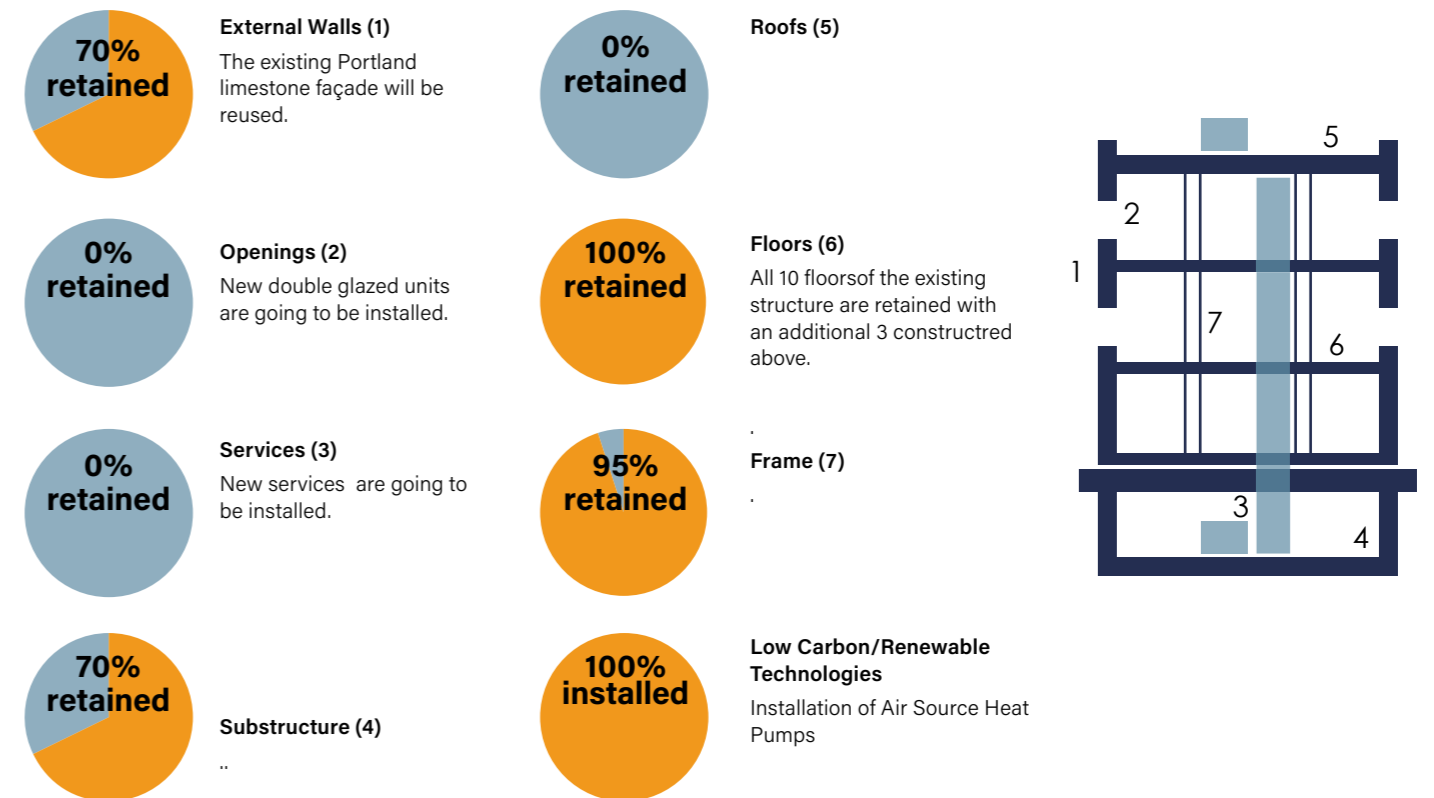 70%
retained
External Walls (1)
The existing Portland
limestone façade will be
reused.
0%
retained
Openings (2)
New double glazed units
are going to be installed.
0%
retained
Services (3)
New services  are going to
be installed.
70%
retained
Substructure (4)
..
0%
retained
Roofs (5)
100%
retained
Floors (6)
All 10 floorsof the existing
structure are retained with
an additional 3 constructred
above.
.
95%
retained
Frame (7)
.
100%
installed
Low Carbon/Renewable
Technologies
Installation of Air Source Heat
Pumps
5
2
1
7
6
3
4